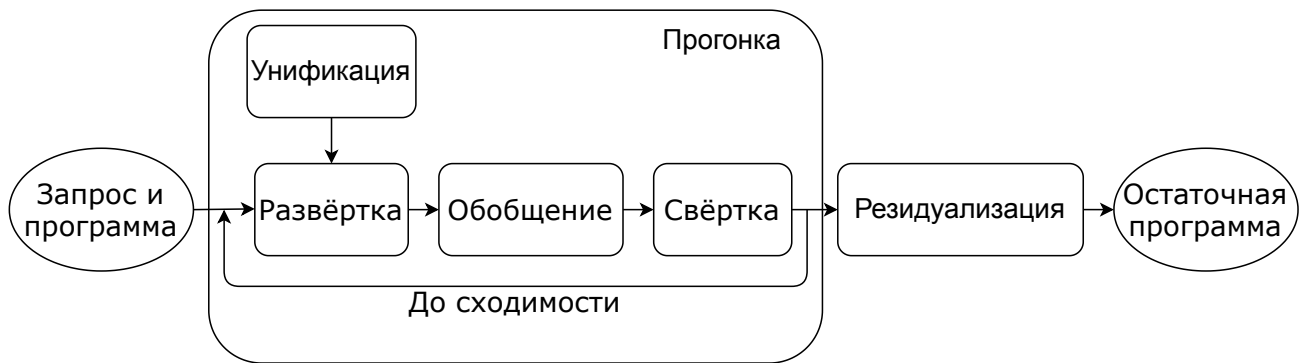 Прогонка
Унификация
Запрос и
программа
Развёртка
Обобщение
Свёртка
Резидуализация
Остаточная
программа
До сходимости